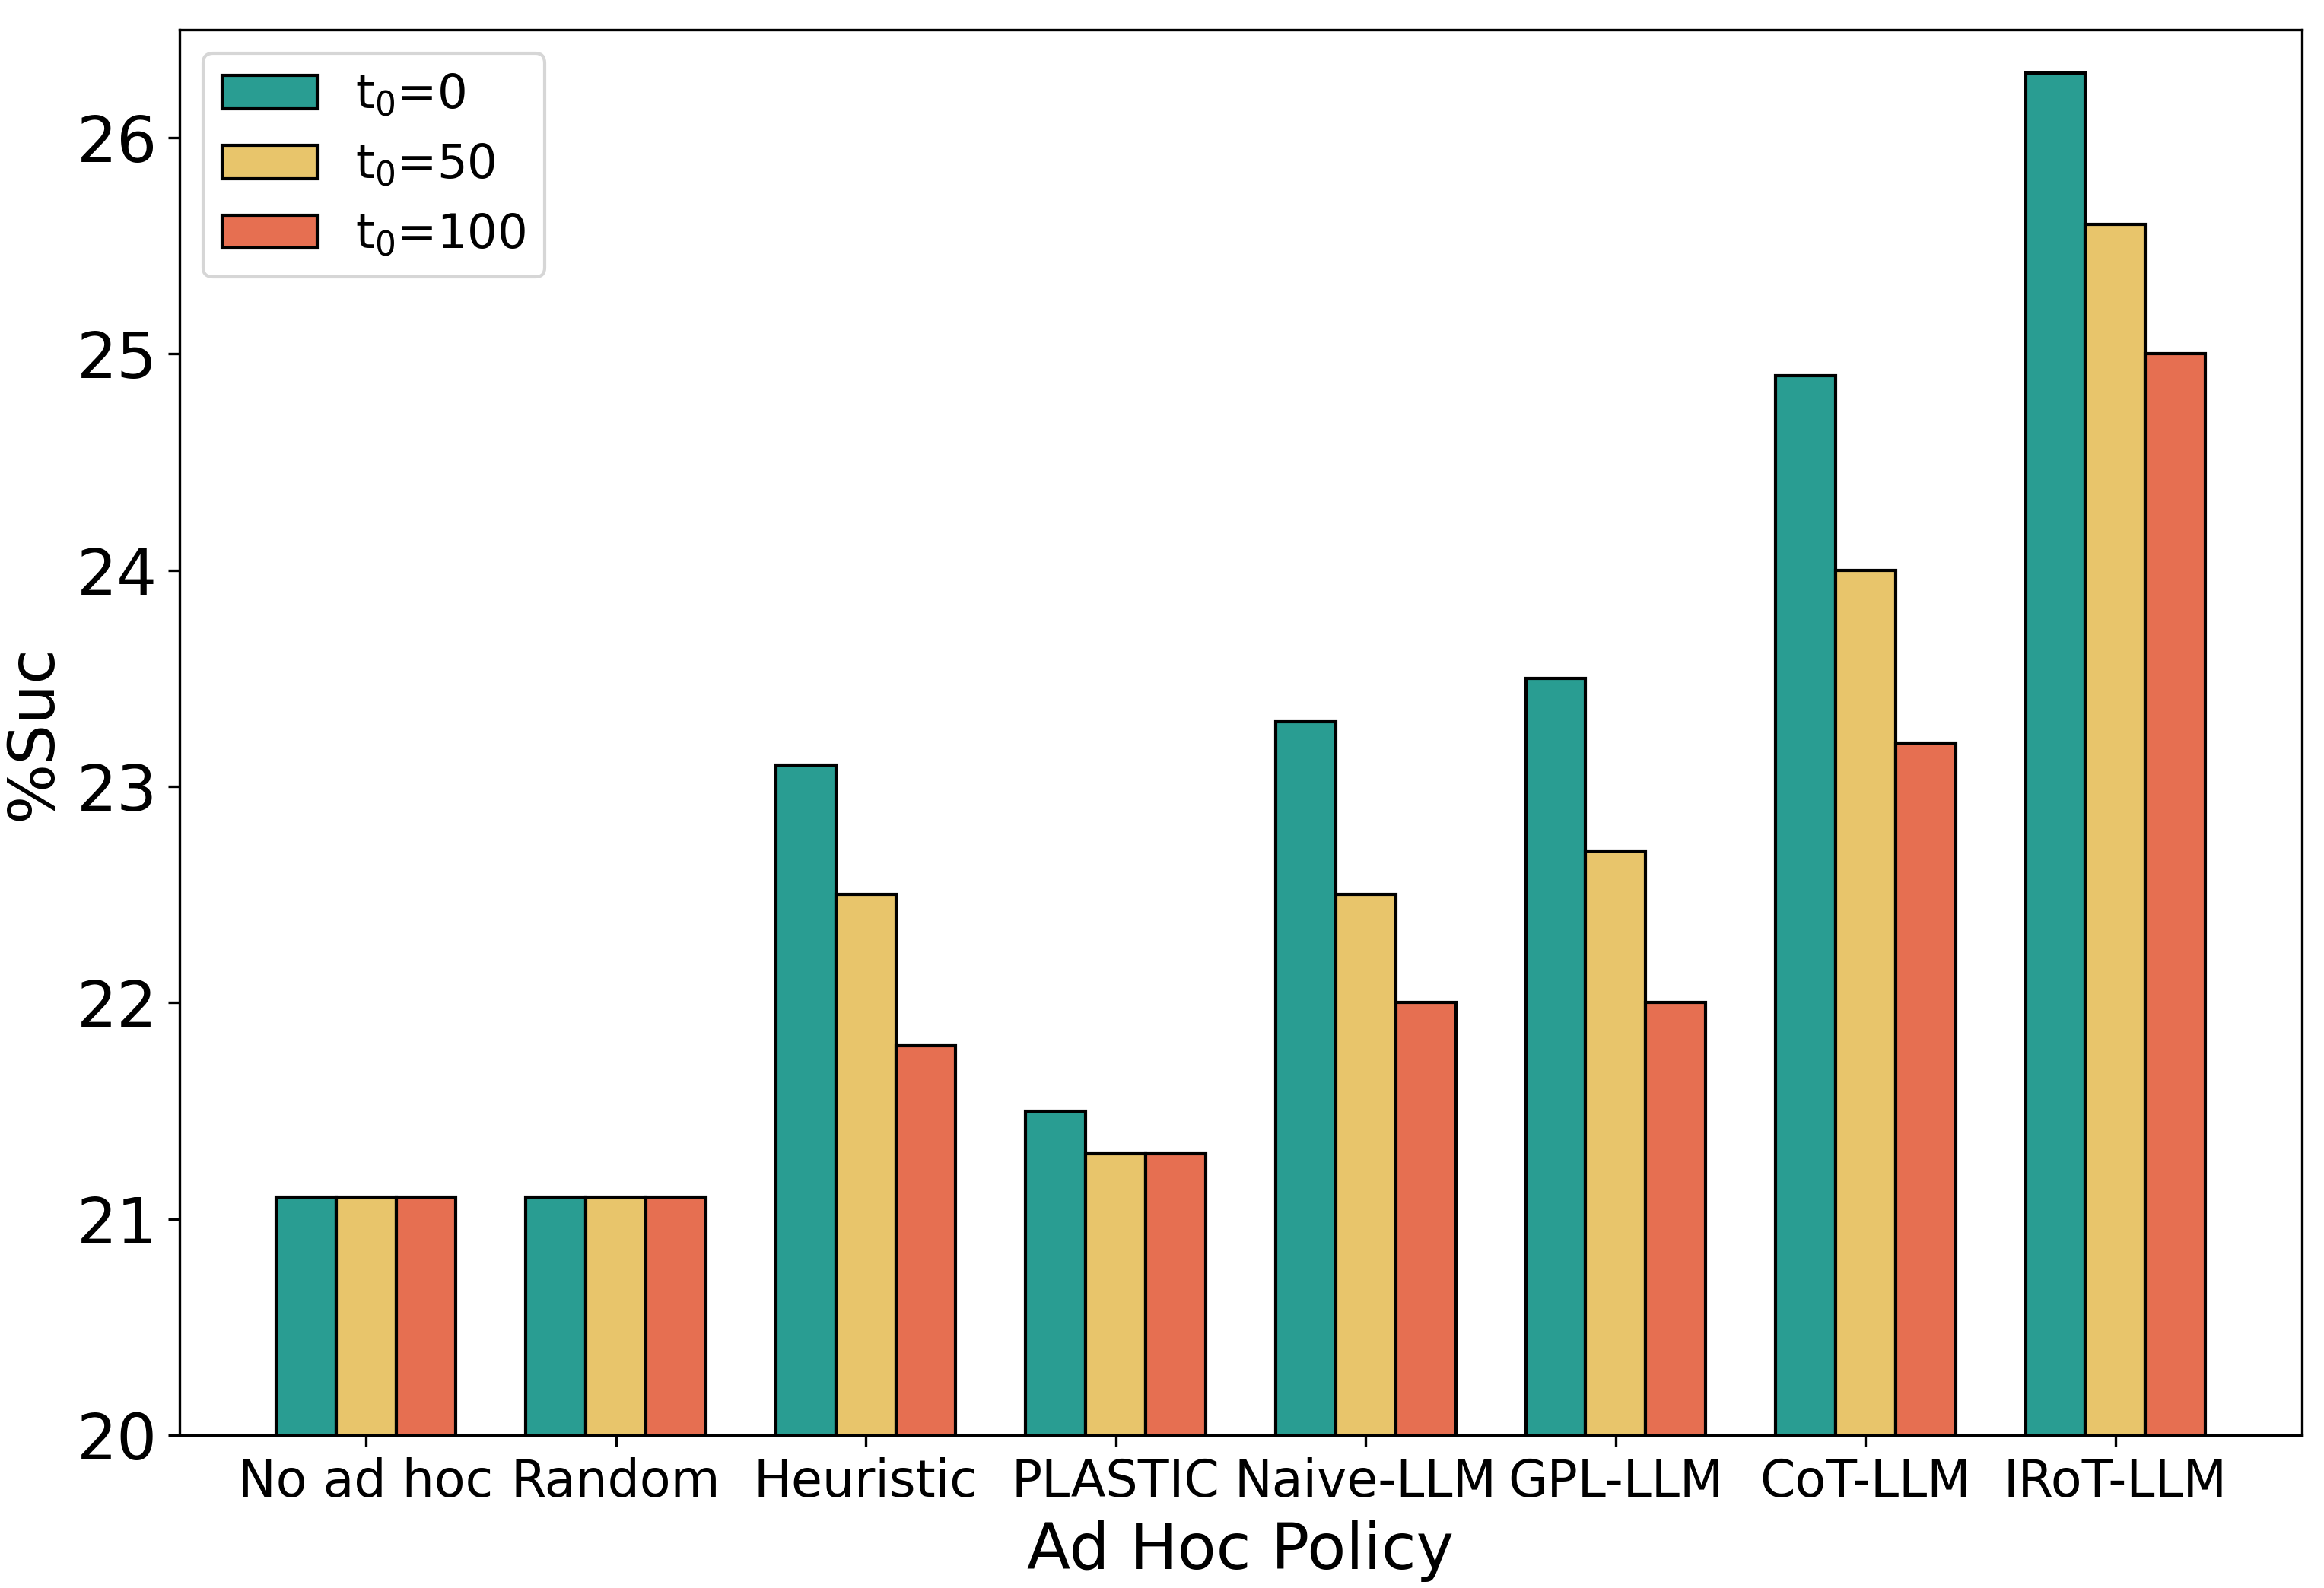 t₀=0
t₀=50
t₀=100
%Suc
26
25
24
23
22
21
20
No ad hoc Random Heuristic PLASTIC Naive-LLM GPL-LLM CoT-LLM IRoT-LLM
Ad Hoc Policy